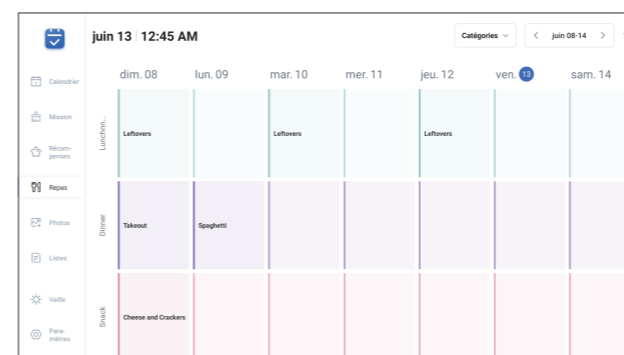 juin 13 12:45 AM
Catégories
juin 08-14
dim. 08 lun. 09 mar. 10 mer. 11 jeu. 12 ven. 13 sam. 14
Calendrier
Mission
Récom-
penses
Repas
Photos
Listes
Veille
Para-
mètres
Leftovers Leftovers Leftovers
Dinner
Takeout Spaghetti
Snack
Cheese and Crackers